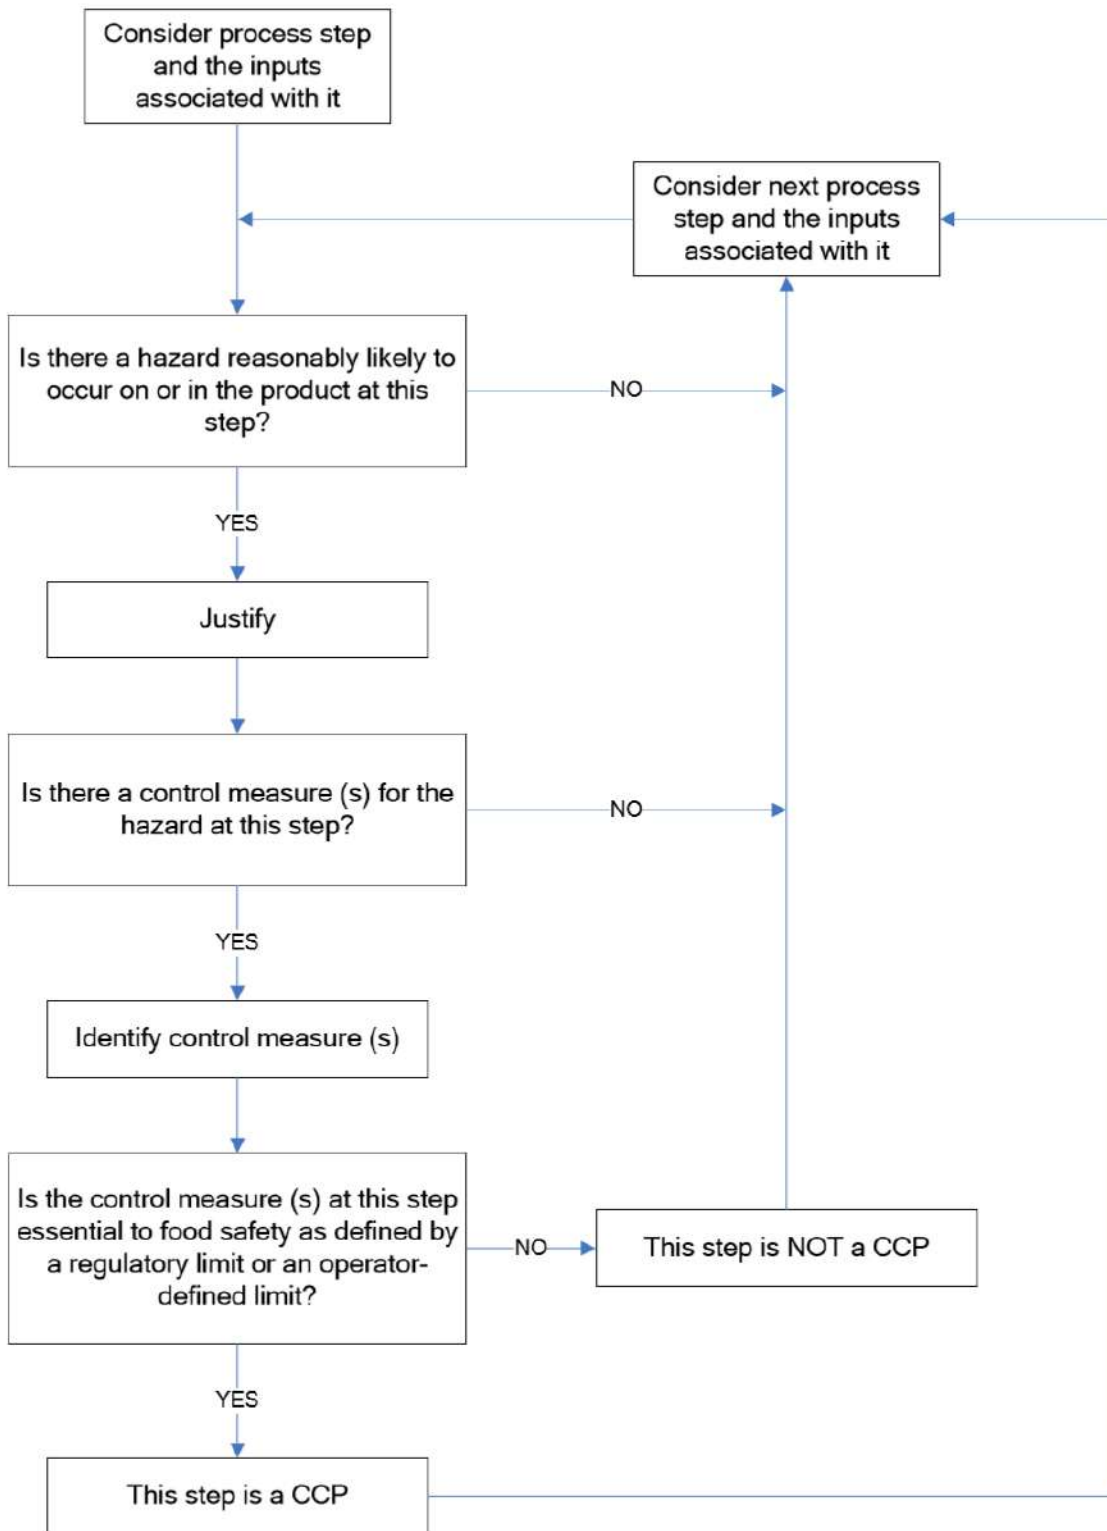 Consider process step
and the inputs
associated with it
Consider next process
step and the inputs
associated with it
Is there a hazard reasonably likely to
occur on or in the product at this
step?
NO
YES
Justify
Is there a control measure (s) for the
hazard at this step?
NO
YES
Identify control measure (s)
Is the control measure (s) at this step
essential to food safety as defined by
a regulatory limit or an operator-
defined limit?
NO
This step is NOT a CCP
YES
This step is a CCP